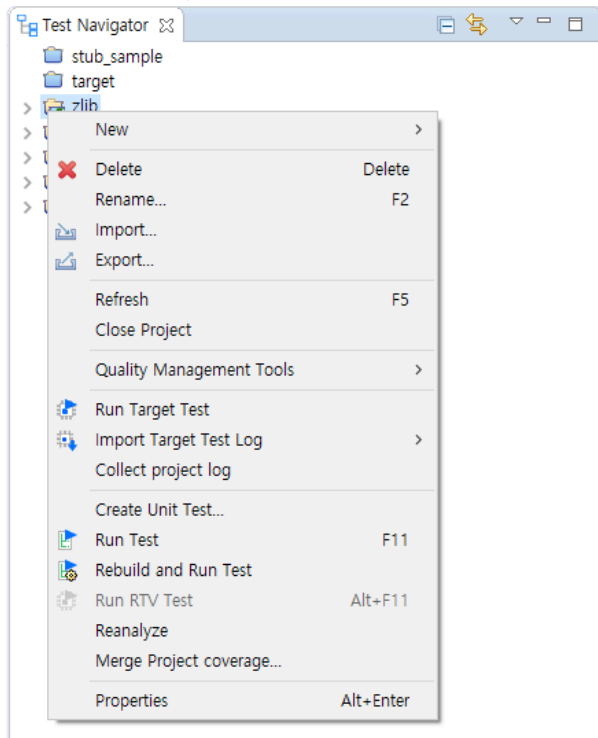 Test Navigator
stub_sample
target
zlib
New
Delete Delete
Rename... F2
Import...
Export...
Refresh F5
Close Project
Quality Management Tools
Run Target Test
Import Target Test Log
Collect project log
Create Unit Test...
Run Test F11
Rebuild and Run Test
Run RTV Test Alt+F11
Reanalyze
Merge Project coverage...
Properties Alt+Enter